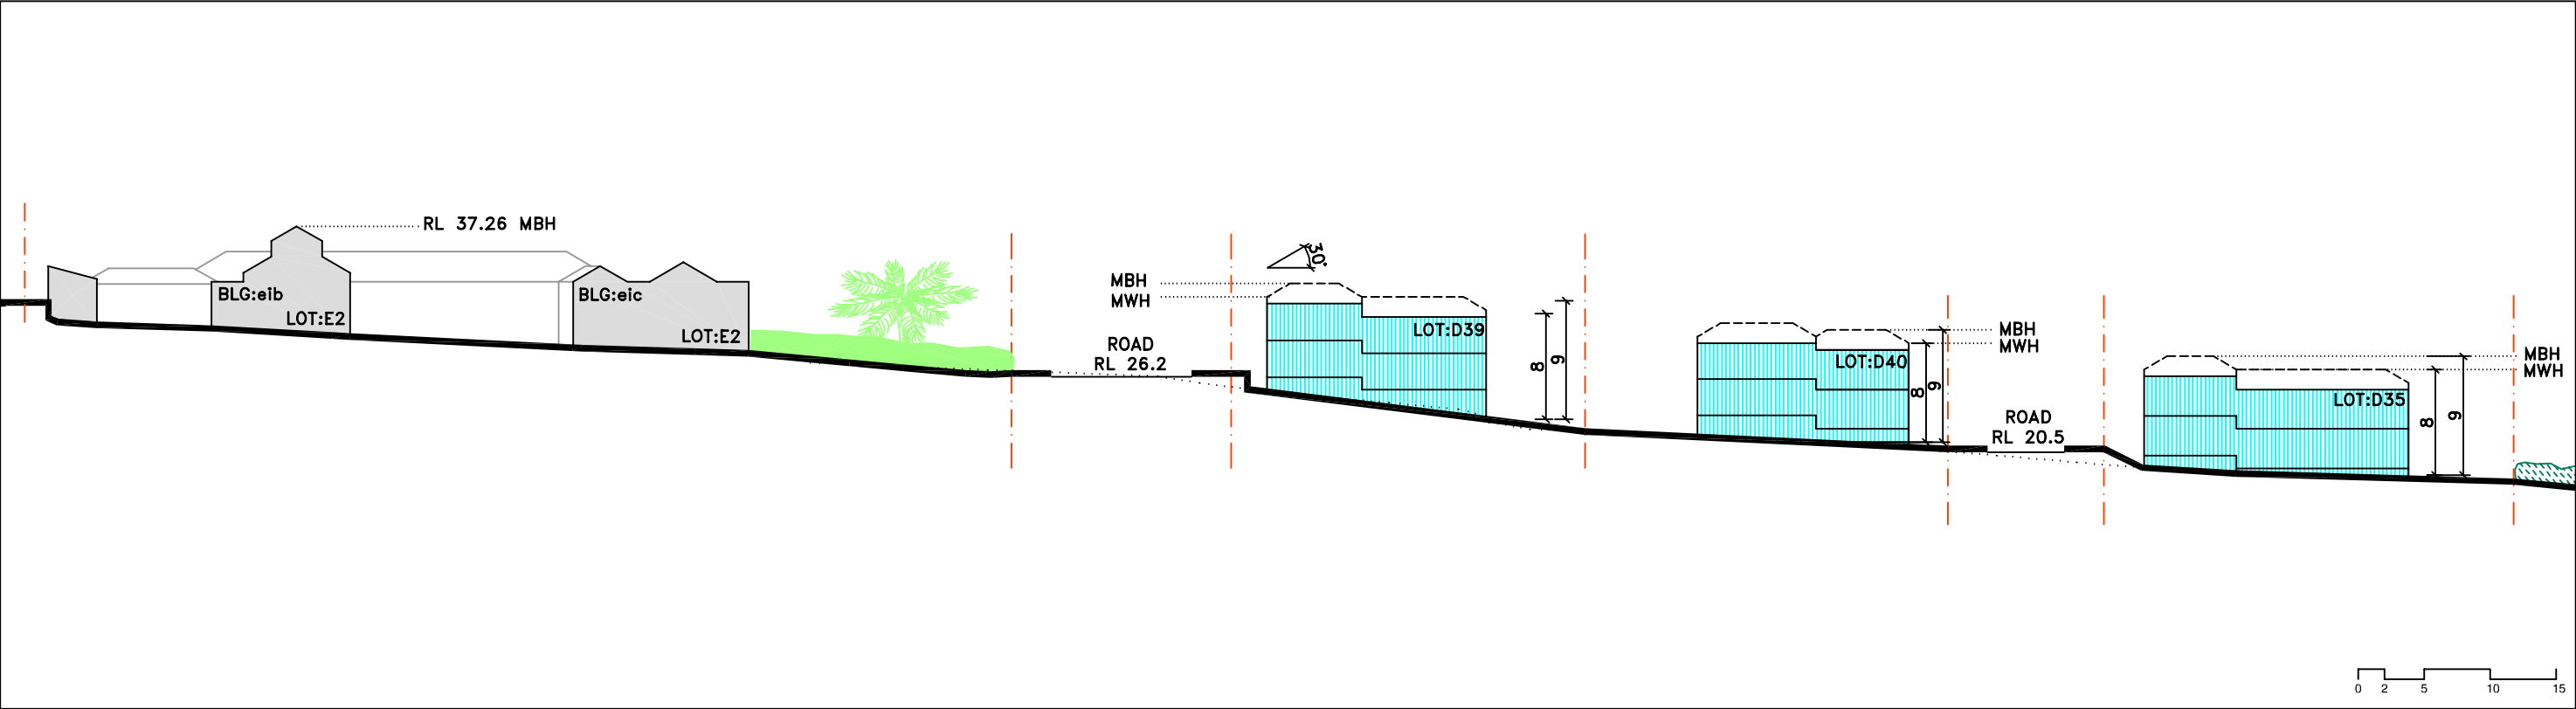 RL 37.26 MBH
BLG:eib
LOT:E2
BLG:eic
LOT:E2
MBH
MWH
ROAD
RL 26.2
30°
LOT:D39
8
9
LOT:D40
8
9
MBH
MWH
ROAD
RL 20.5
LOT:D35
8
9
MBH
MWH
0 2 5 10 15